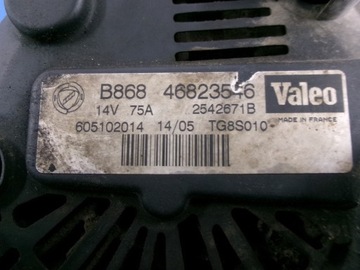 B868 46823546
14V 75A 2542671B
Valeo
MADE IN FRANCE
605102014 14/05 TG8S010